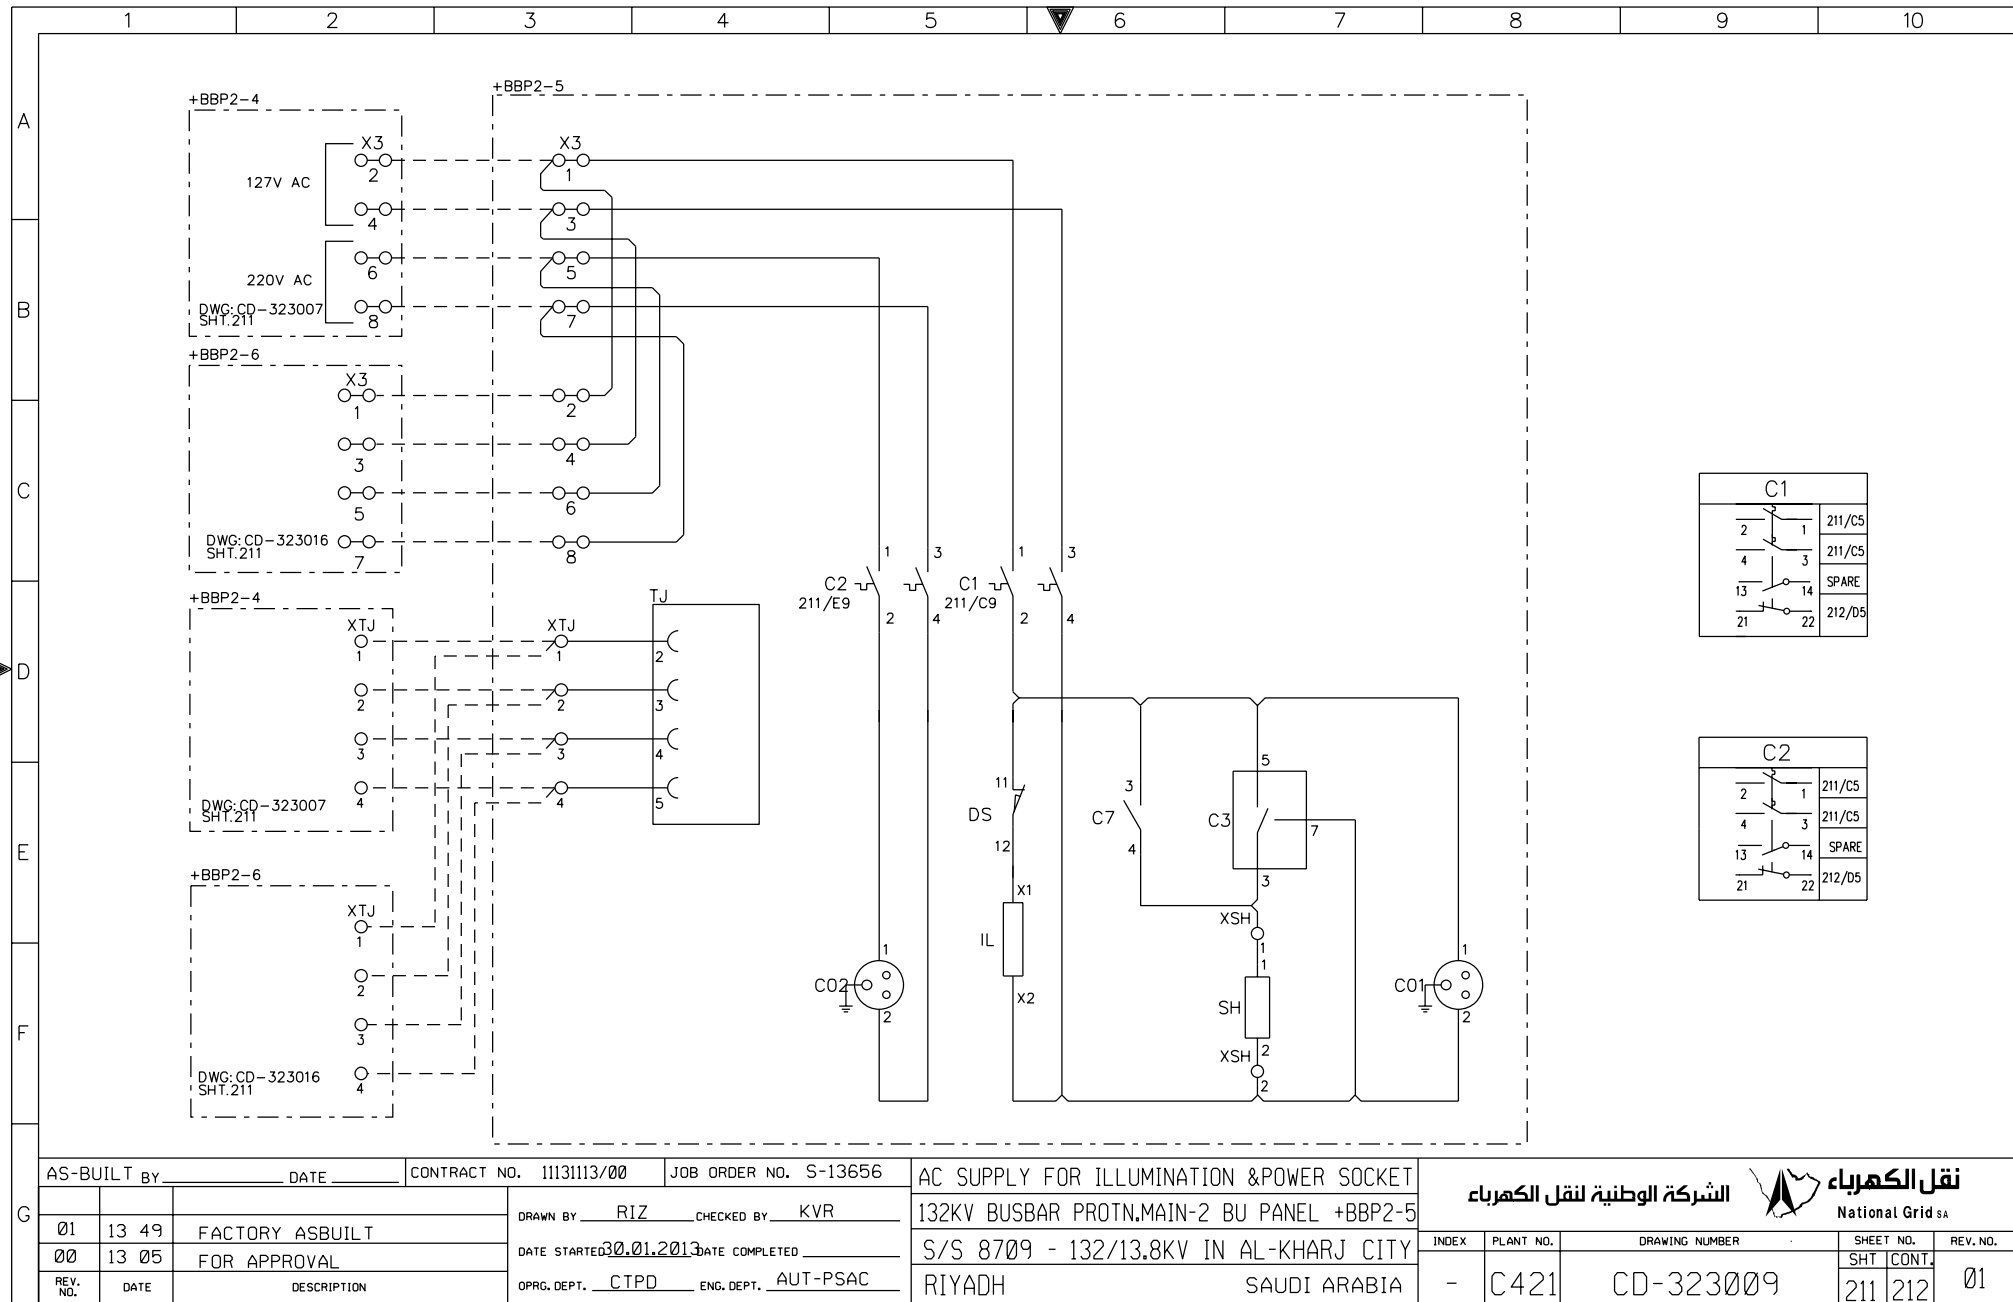 1 2 3 4 5 6 7 8 9 10
A
B
C
D
E
F
G
+BBP2-4
X3
2
127V AC
4
6
220V AC
8
DWG:CD-323007
SHT.211
+BBP2-6
X3
1
3
5
DWG:CD-323016
SHT.211
7
+BBP2-4
XTJ
1
2
3
4
DWG:CD-323007
SHT.211
+BBP2-6
XTJ
1
2
3
4
DWG:CD-323016
SHT.211
+BBP2-5
X3
1
3
5
7
2
4
6
8
XTJ
1
2
3
4
TJ
2
3
4
5
C2
211/E9
1 3
2 4
C1
211/C9
1 3
2 4
CO2
1
2
DS
11
12
IL
X1
X2
C7
3
4
C3
5
7
3
XSH
1
1
SH
2
XSH
2
CO1
1
2
C1
2 1 211/C5
4 3 211/C5
13 14 SPARE
21 22 212/D5
C2
2 1 211/C5
4 3 211/C5
13 14 SPARE
21 22 212/D5
AS-BUILT BY DATE
CONTRACT NO. 11131113/00
JOB ORDER NO. S-13656
01 13 49 FACTORY ASBUILT
00 13 05 FOR APPROVAL
REV. NO. DATE DESCRIPTION
DRAWN BY RIZ CHECKED BY KVR
DATE STARTED 30.01.2013 DATE COMPLETED
OPRG.DEPT. CTPD ENG.DEPT. AUT-PSAC
AC SUPPLY FOR ILLUMINATION &POWER SOCKET
132KV BUSBAR PROTN.MAIN-2 BU PANEL +BBP2-5
S/S 8709 - 132/13.8KV IN AL-KHARJ CITY
RIYADH SAUDI ARABIA
الشركة الوطنية لنقل الكهرباء
نقل الكهرباء
National Grid SA
INDEX PLANT NO. DRAWING NUMBER SHEET NO. REV. NO.
SHT CONT.
- C421 CD-323009 211 212 01